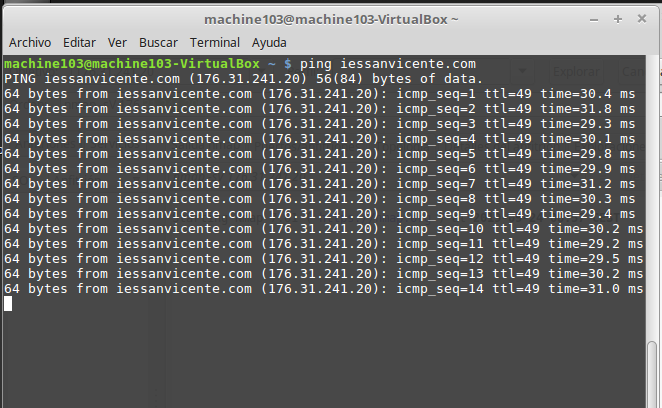 machine103@machine103-VirtualBox ~
Archivo Editar Ver Buscar Terminal Ayuda
machine103@machine103-VirtualBox ~ $ ping iessanvicente.com
PING iessanvicente.com (176.31.241.20) 56(84) bytes of data.
64 bytes from iessanvicente.com (176.31.241.20): icmp_seq=1 ttl=49 time=30.4 ms
64 bytes from iessanvicente.com (176.31.241.20): icmp_seq=2 ttl=49 time=31.8 ms
64 bytes from iessanvicente.com (176.31.241.20): icmp_seq=3 ttl=49 time=29.3 ms
64 bytes from iessanvicente.com (176.31.241.20): icmp_seq=4 ttl=49 time=30.1 ms
64 bytes from iessanvicente.com (176.31.241.20): icmp_seq=5 ttl=49 time=29.8 ms
64 bytes from iessanvicente.com (176.31.241.20): icmp_seq=6 ttl=49 time=29.9 ms
64 bytes from iessanvicente.com (176.31.241.20): icmp_seq=7 ttl=49 time=31.2 ms
64 bytes from iessanvicente.com (176.31.241.20): icmp_seq=8 ttl=49 time=30.3 ms
64 bytes from iessanvicente.com (176.31.241.20): icmp_seq=9 ttl=49 time=29.4 ms
64 bytes from iessanvicente.com (176.31.241.20): icmp_seq=10 ttl=49 time=30.2 ms
64 bytes from iessanvicente.com (176.31.241.20): icmp_seq=11 ttl=49 time=29.2 ms
64 bytes from iessanvicente.com (176.31.241.20): icmp_seq=12 ttl=49 time=29.5 ms
64 bytes from iessanvicente.com (176.31.241.20): icmp_seq=13 ttl=49 time=30.2 ms
64 bytes from iessanvicente.com (176.31.241.20): icmp_seq=14 ttl=49 time=31.0 ms